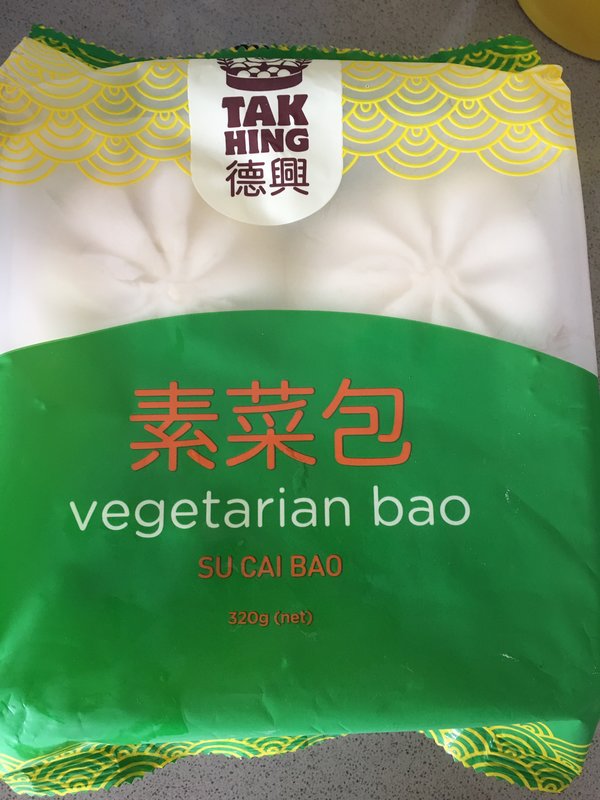 TAK
HING
德興
素菜包
vegetarian bao
SU CAI BAO
320g (net)